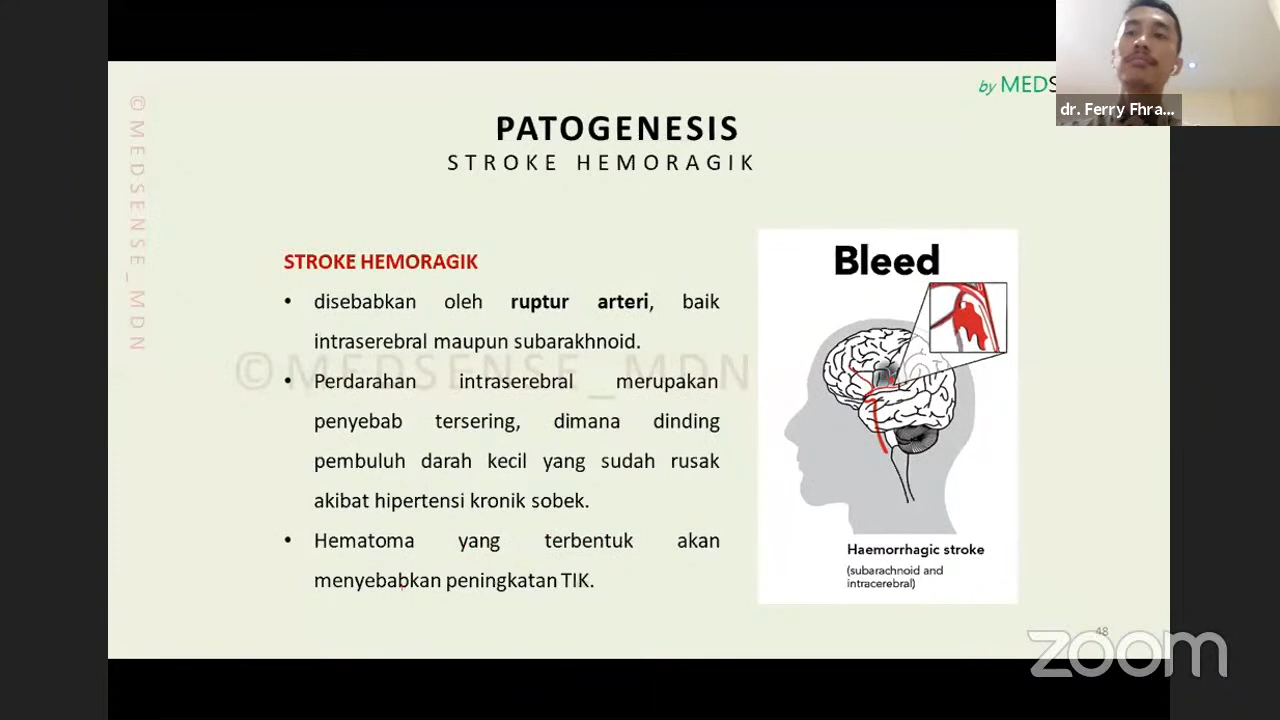 by MEDS
dr. Ferry Fhra...
©MEDSENSE_MDN
PATOGENESIS
STROKE HEMORAGIK
STROKE HEMORAGIK
• disebabkan oleh ruptur arteri, baik
intraserebral maupun subarakhnoid.
©MEDSENSE_MDN
• Perdarahan intraserebral merupakan
penyebab tersering, dimana dinding
pembuluh darah kecil yang sudah rusak
akibat hipertensi kronik sobek.
• Hematoma yang terbentuk akan
menyebabkan peningkatan TIK.
Bleed
Haemorrhagic stroke
(subarachnoid and
intracerebral)
48
zoom